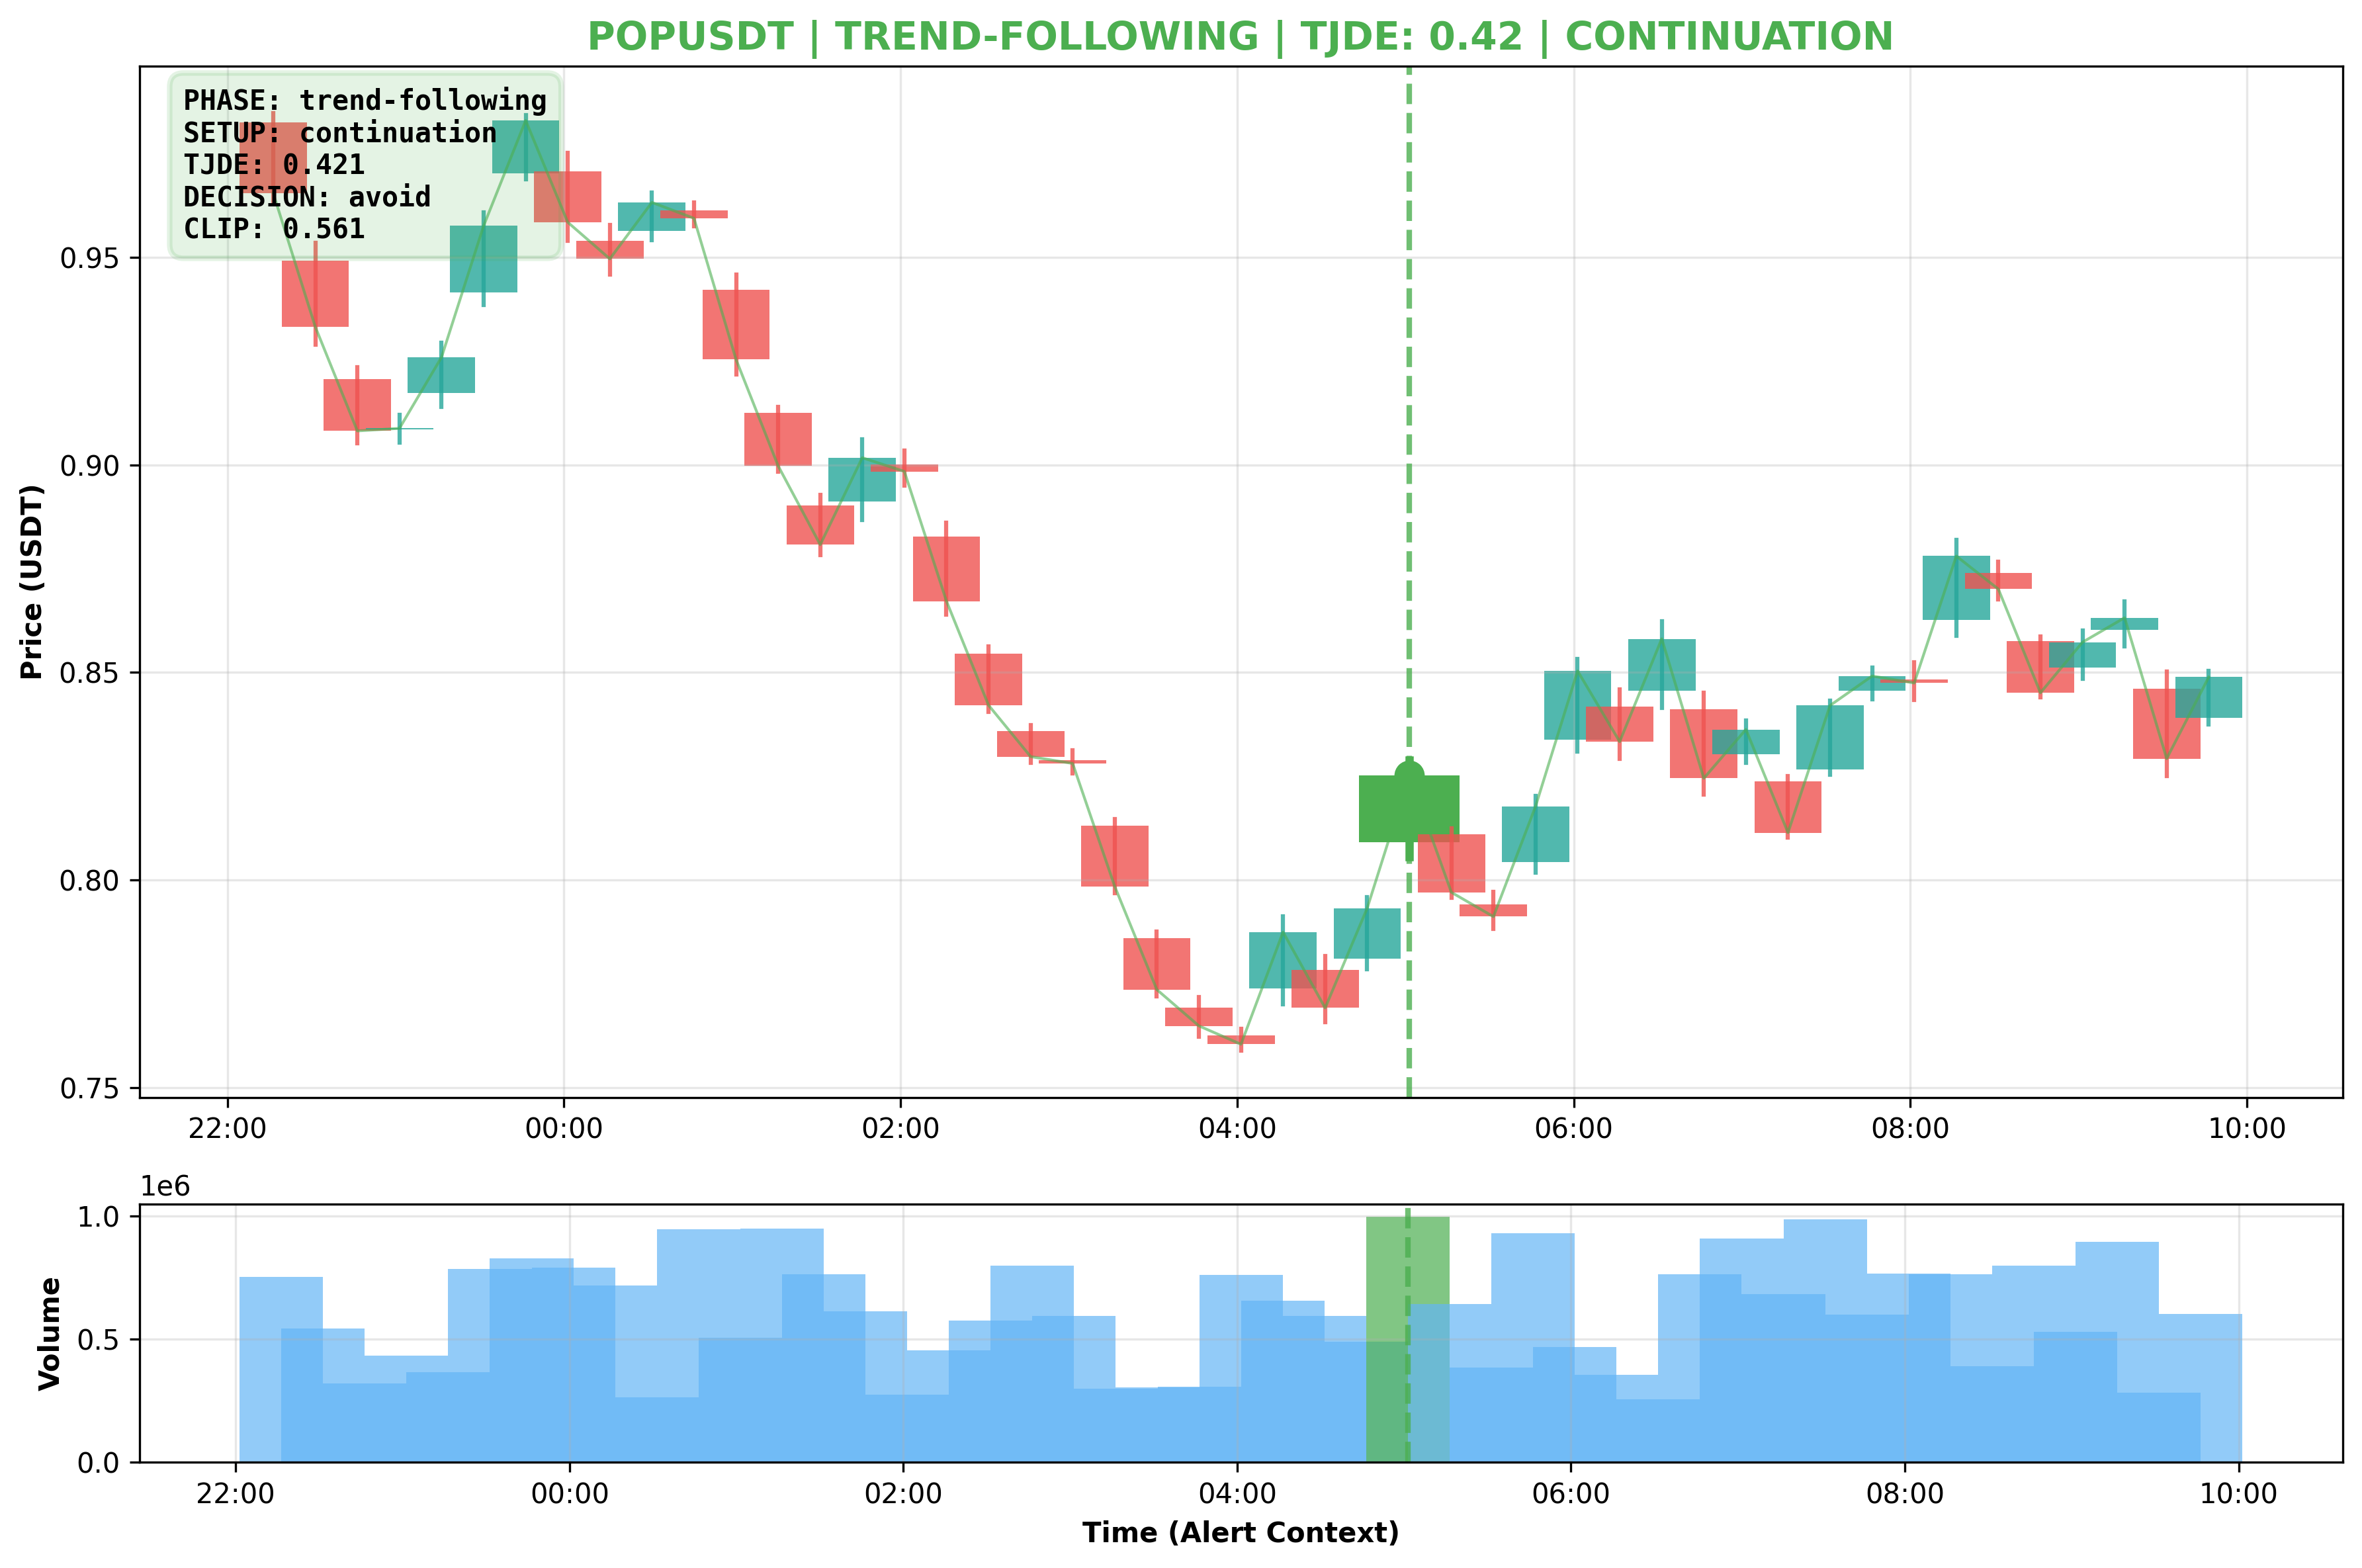 POPUSDT | TREND-FOLLOWING | TJDE: 0.42 | CONTINUATION
PHASE: trend-following
SETUP: continuation
TJDE: 0.421
DECISION: avoid
CLIP: 0.561
Price (USDT)
0.95
0.90
0.85
0.80
0.75
22:00 00:00 02:00 04:00 06:00 08:00 10:00
1e6
Volume
1.0
0.5
0.0
22:00 00:00 02:00 04:00 06:00 08:00 10:00
Time (Alert Context)